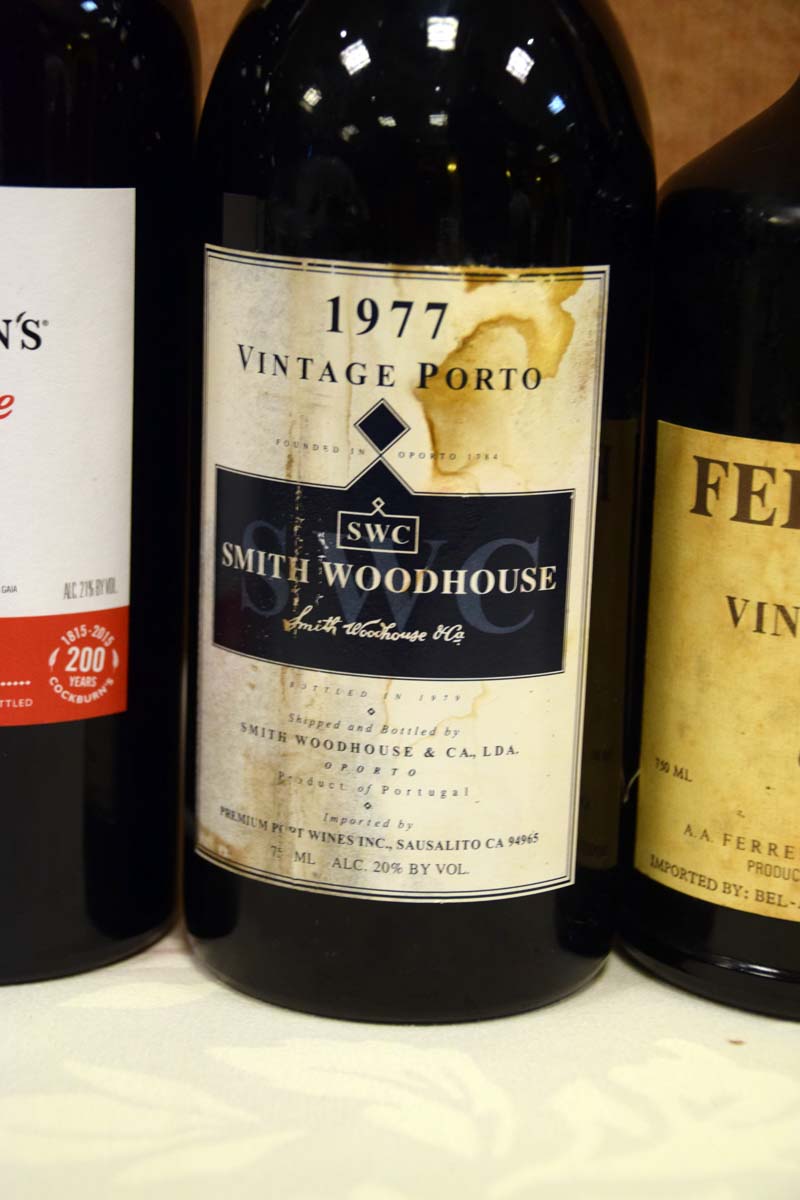 N'S®
e
GAIA
ALC. 21% BY VOL.
1815-2015
200
YEARS
COCKBURN'S
TTLED
1977
VINTAGE PORTO
FOUNDED IN OPORTO 1784
SWC
SWC
SMITH WOODHOUSE
Smith Woodhouse & Co
BOTTLED IN 1979
Shipped and Bottled by
SMITH WOODHOUSE & CA., LDA.
OPORTO
Product of Portugal
Imported by
PREMIUM PORT WINES INC., SAUSALITO CA 94965
ML ALC. 20% BY VOL.
FE
VIN
750 ML
A.A. FERRE
PRODUC
IMPORTED BY: BEL-